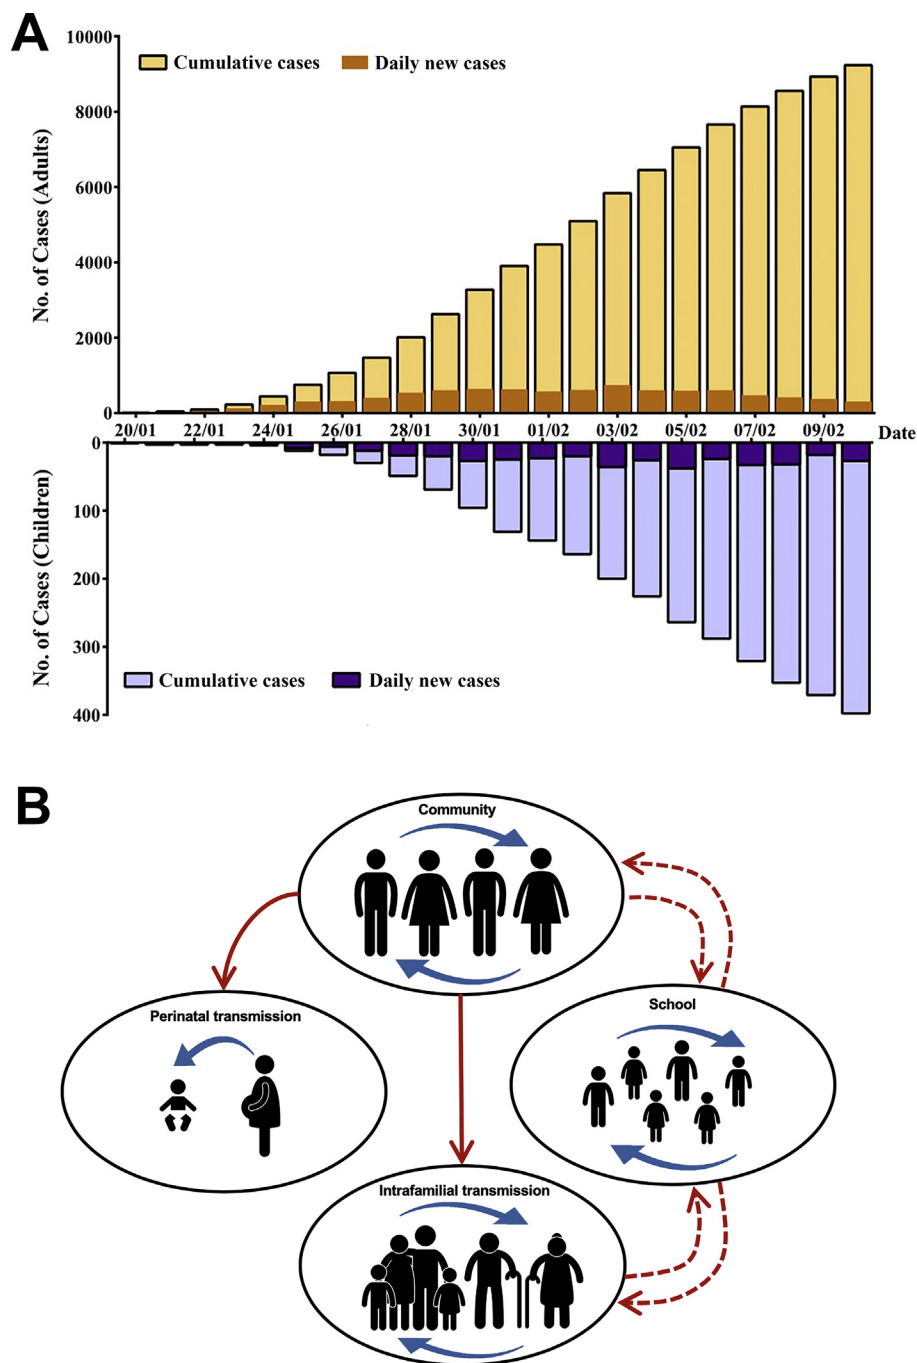 A
10000
Cumulative cases Daily new cases
8000
No. of Cases (Adults)
6000
4000
2000
0
20/01 22/01 24/01 26/01 28/01 30/01 01/02 03/02 05/02 07/02 09/02
Date
0
100
No. of Cases (Children)
200
300
Cumulative cases Daily new cases
400
B
Community
Perinatal transmission
School
Intrafamilial transmission